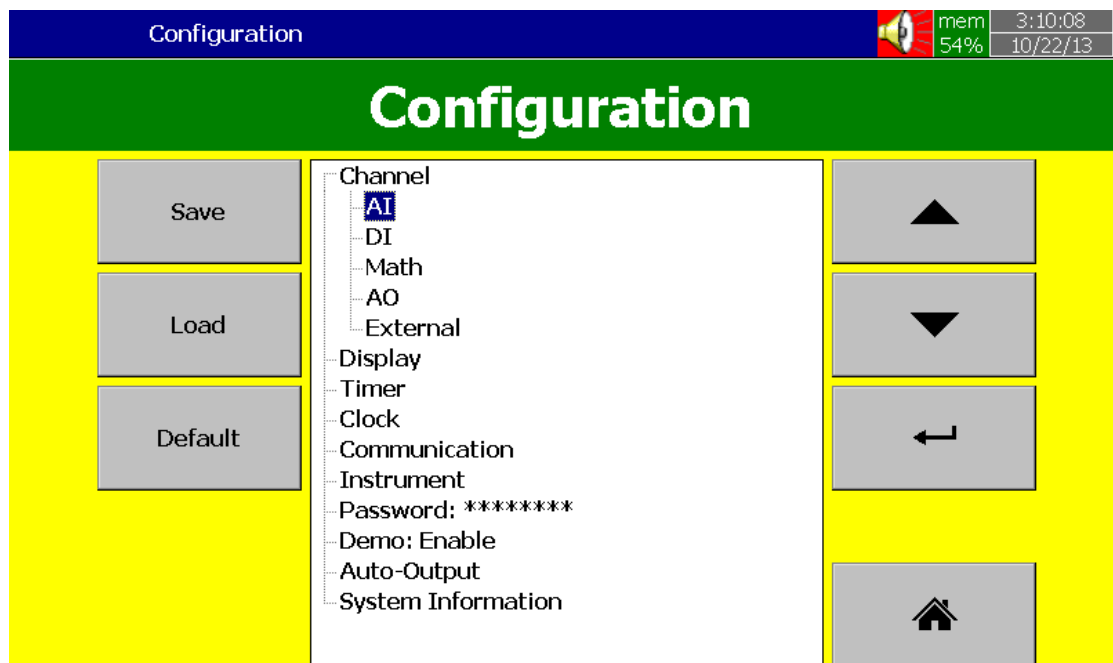 Configuration
mem 3:10:08
54% 10/22/13
Configuration
Save
Load
Default
Channel
AI
DI
Math
AO
External
Display
Timer
Clock
Communication
Instrument
Password: ********
Demo: Enable
Auto-Output
System Information